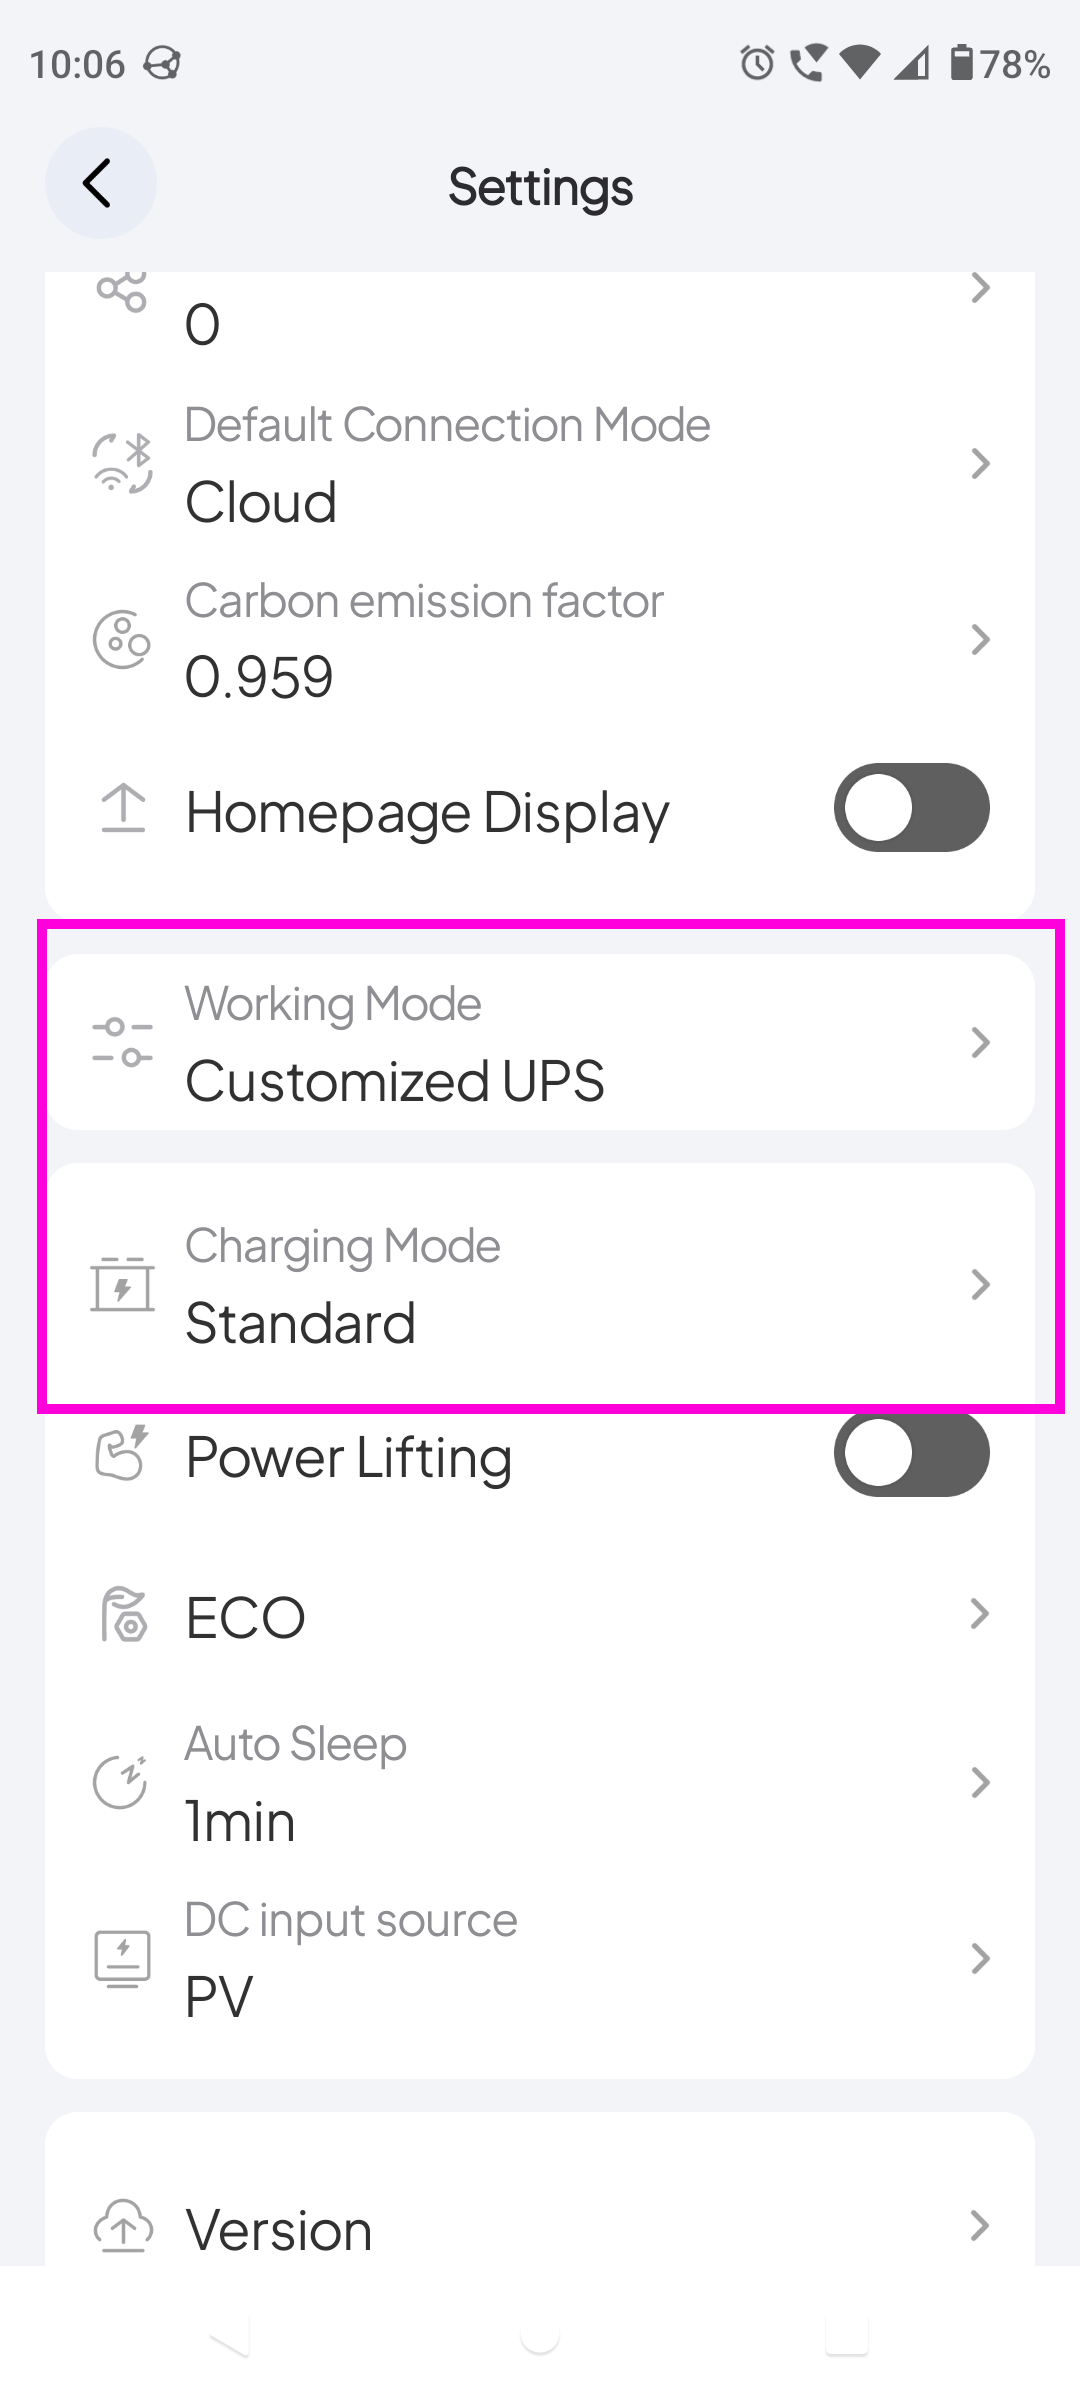 10:06
78%
Settings
0
Default Connection Mode
Cloud
Carbon emission factor
0.959
Homepage Display
Working Mode
Customized UPS
Charging Mode
Standard
Power Lifting
ECO
Auto Sleep
1min
DC input source
PV
Version